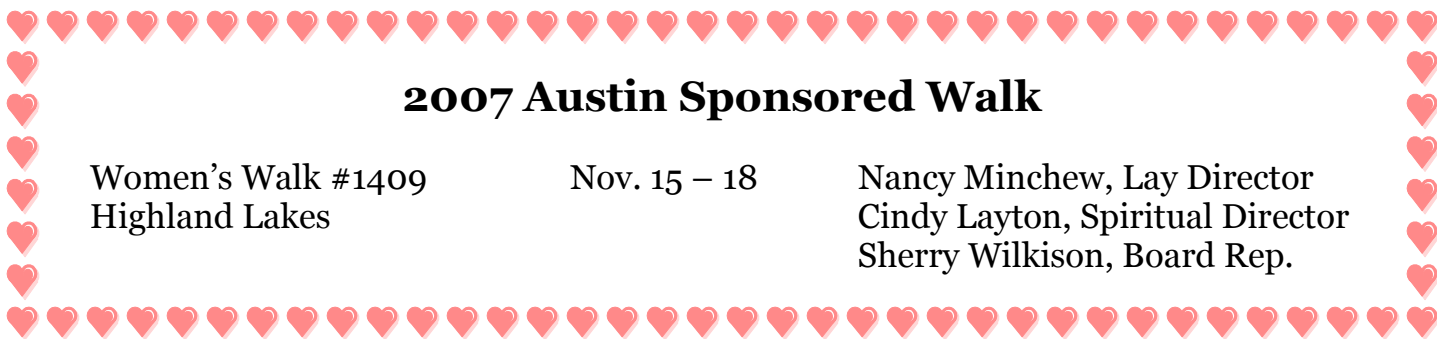 2007 Austin Sponsored Walk
Women’s Walk #1409 Nov. 15 – 18 Nancy Minchew, Lay Director
Highland Lakes Cindy Layton, Spiritual Director
Sherry Wilkison, Board Rep.